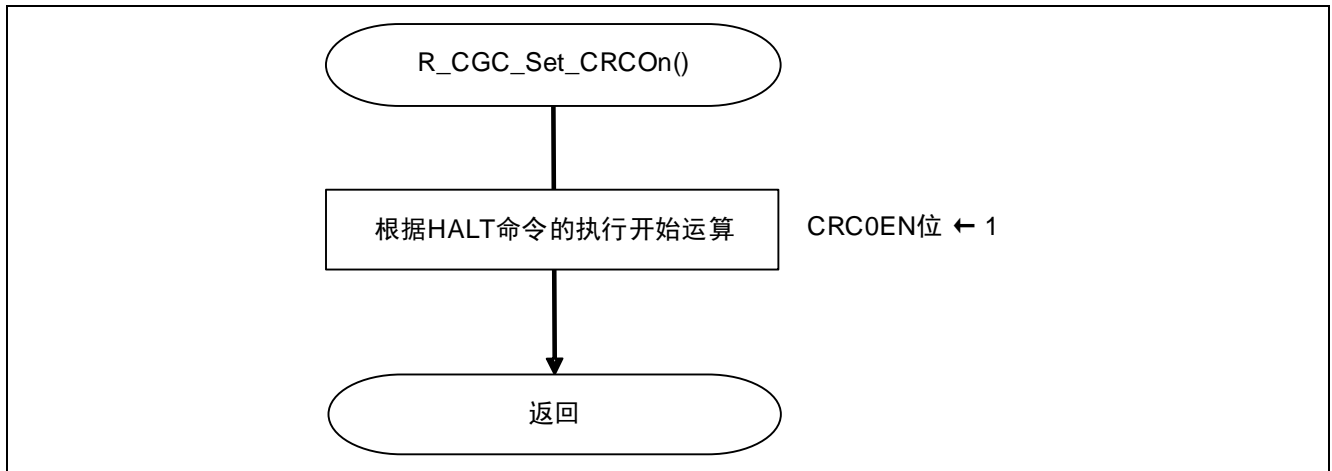 R_CGC_Set_CRCOn()
根据HALT命令的执行开始运算
CRC0EN位 ← 1
返回